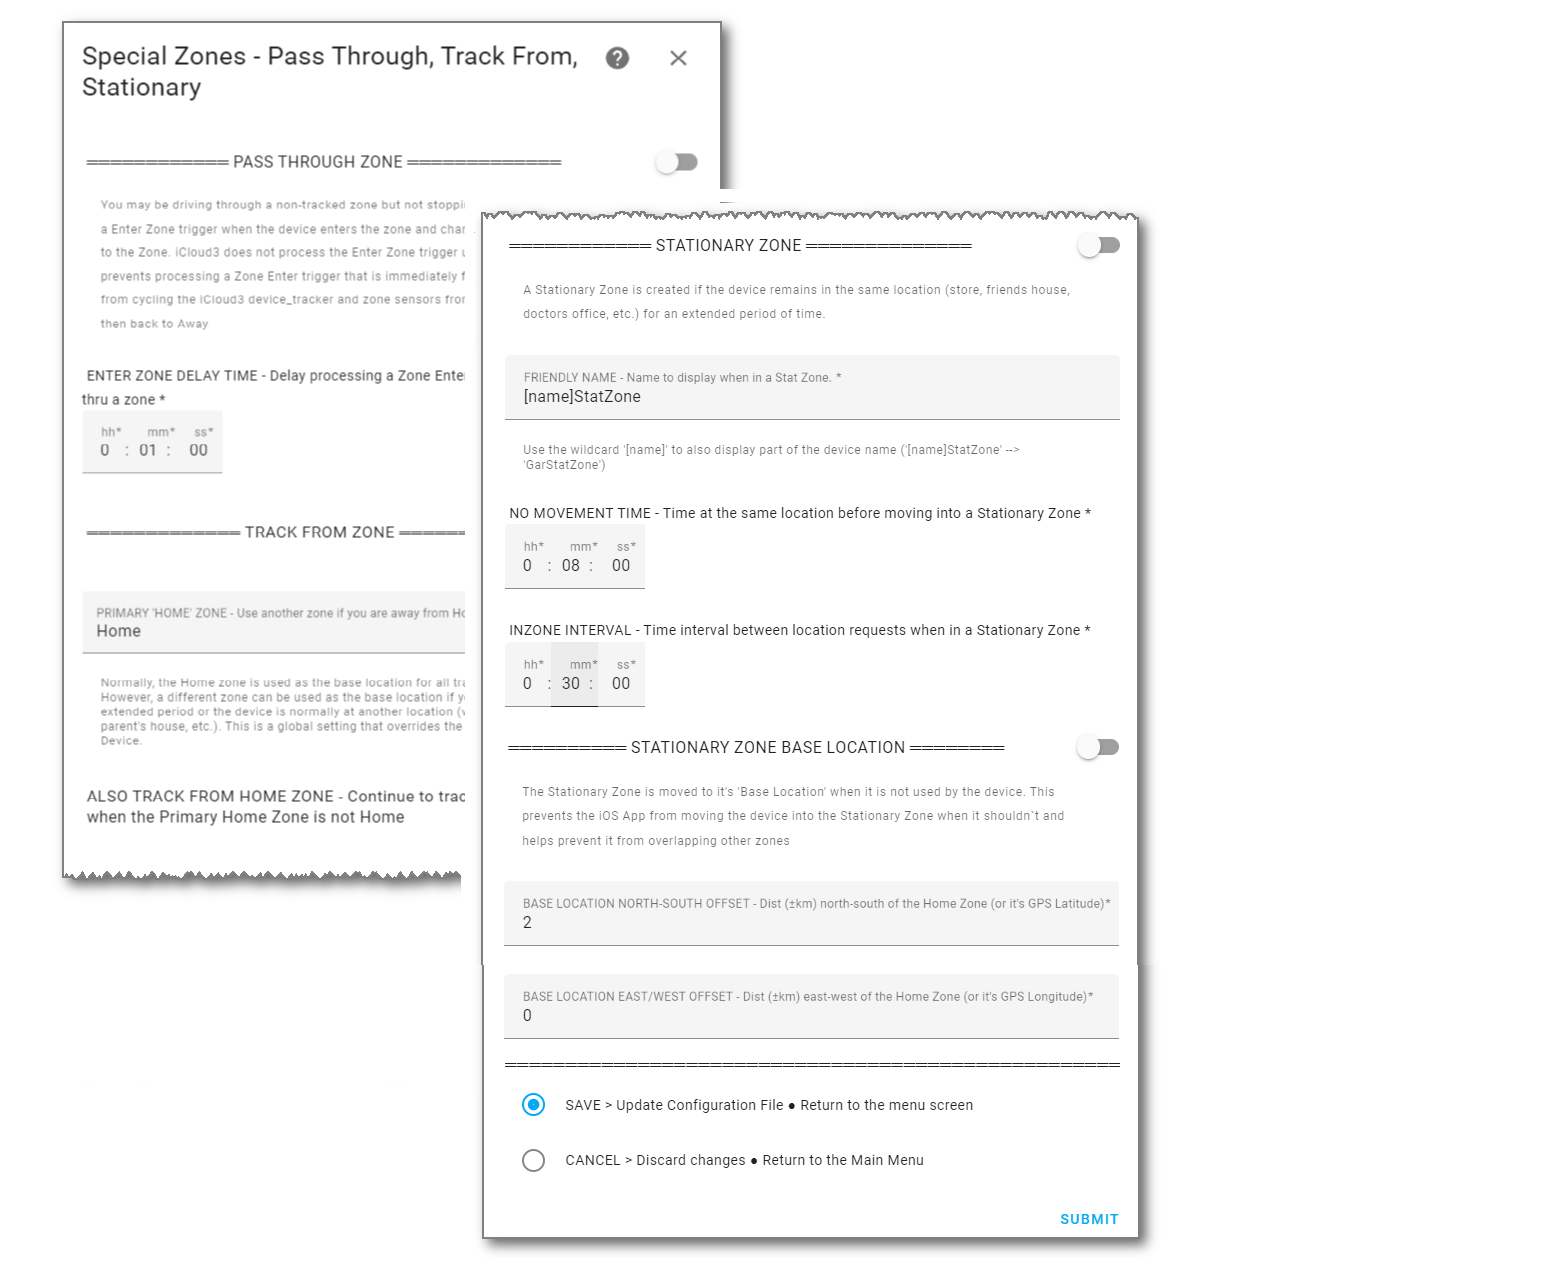 Special Zones - Pass Through, Track From,
Stationary
============ PASS THROUGH ZONE =============
You may be driving through a non-tracked zone but not
a Enter Zone trigger when the device enters the zone and
to the Zone. iCloud3 does not process the Enter Zone trigger
prevents processing a Zone Enter trigger that is immediately
from cycling the iCloud3 device_tracker and zone sensors
then back to Away
ENTER ZONE DELAY TIME - Delay processing a Zone
thru a zone *
hh* mm* ss*
0 : 01 : 00
============= TRACK FROM ZONE ======
PRIMARY 'HOME' ZONE - Use another zone if you are away from
Home
Normally, the Home zone is used as the base location for all
However, a different zone can be used as the base location if
extended period or the device is normally at another location
parent's house, etc.). This is a global setting that overrides the
Device.
ALSO TRACK FROM HOME ZONE - Continue to
when the Primary Home Zone is not Home
============ STATIONARY ZONE ==============
A Stationary Zone is created if the device remains in the same location (store, friends house,
doctors office, etc.) for an extended period of time.
FRIENDLY NAME - Name to display when in a Stat Zone. *
[name]StatZone
Use the wildcard '[name]' to also display part of the device name ('[name]StatZone' -->
'GarStatZone')
NO MOVEMENT TIME - Time at the same location before moving into a Stationary Zone *
hh* mm* ss*
0 : 08 : 00
INZONE INTERVAL - Time interval between location requests when in a Stationary Zone *
hh* mm* ss*
0 : 30 : 00
========== STATIONARY ZONE BASE LOCATION ========
The Stationary Zone is moved to it's 'Base Location' when it is not used by the device. This
prevents the iOS App from moving the device into the Stationary Zone when it shouldn`t and
helps prevent it from overlapping other zones
BASE LOCATION NORTH-SOUTH OFFSET - Dist (±km) north-south of the Home Zone (or it's GPS Latitude)*
2
BASE LOCATION EAST/WEST OFFSET - Dist (±km) east-west of the Home Zone (or it's GPS Longitude)*
0
====================================================
SAVE > Update Configuration File ● Return to the menu screen
CANCEL > Discard changes ● Return to the Main Menu
SUBMIT